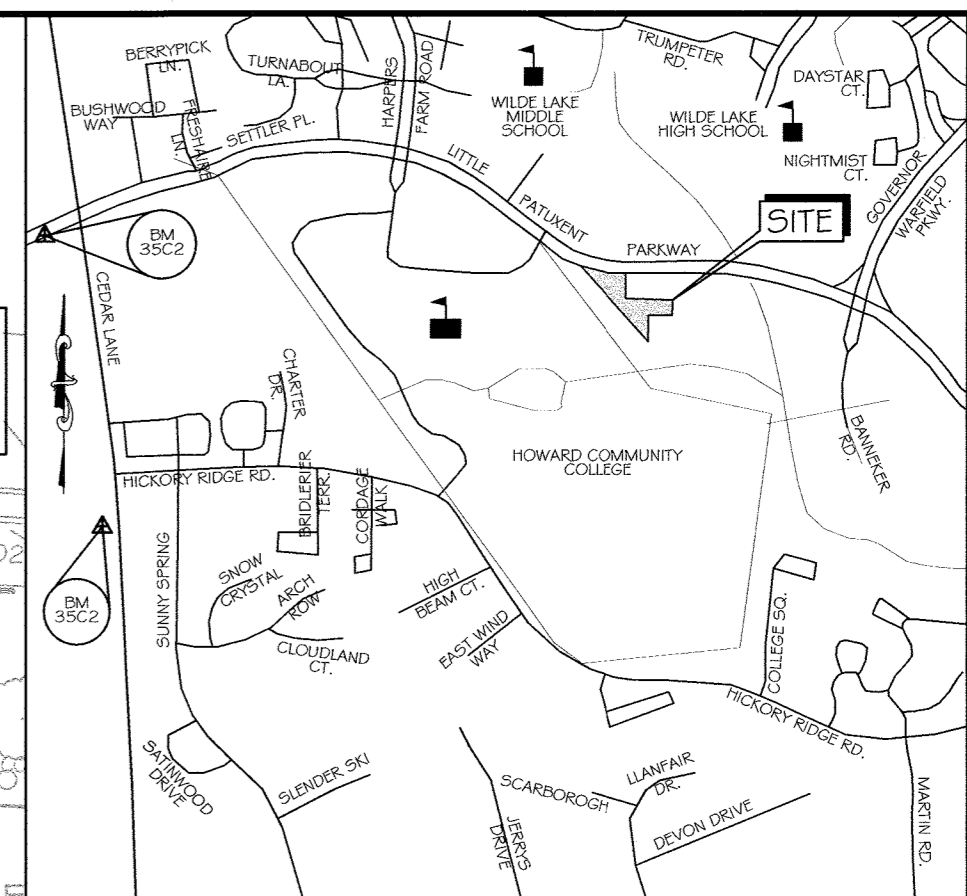 BERRYPICK
LN.
TURNABOUT
LA.
BUSHWOOD
WAY
FRESHAIRE
LN.
SETTLER PL.
HARPERS
FARM ROAD
WILDE LAKE
MIDDLE
SCHOOL
TRUMPETER
RD.
DAYSTAR
CT.
WILDE LAKE
HIGH SCHOOL
NIGHTMIST
CT.
GOVERNOR
WARFIELD
PKWY.
LITTLE
PATUXENT
PARKWAY
SITE
BM
35C2
CEDAR LANE
CHARTER
DR.
HICKORY RIDGE RD.
BRIDLERIER
TERR.
CORDAGE
WALK
HOWARD COMMUNITY
COLLEGE
BANNEKER
RD.
BM
35C2
SUNNY SPRING
SNOW
CRYSTAL
ARCH
ROW
CLOUDLAND
CT.
HIGH
BEAM CT.
EAST WIND
WAY
COLLEGE SQ.
HICKORY RIDGE RD.
SATINWOOD
DRIVE
SLENDER SKI
JERRYS
DRIVE
SCARBOROGH
LLANFAIR
DR.
DEVON DRIVE
MARTIN RD.